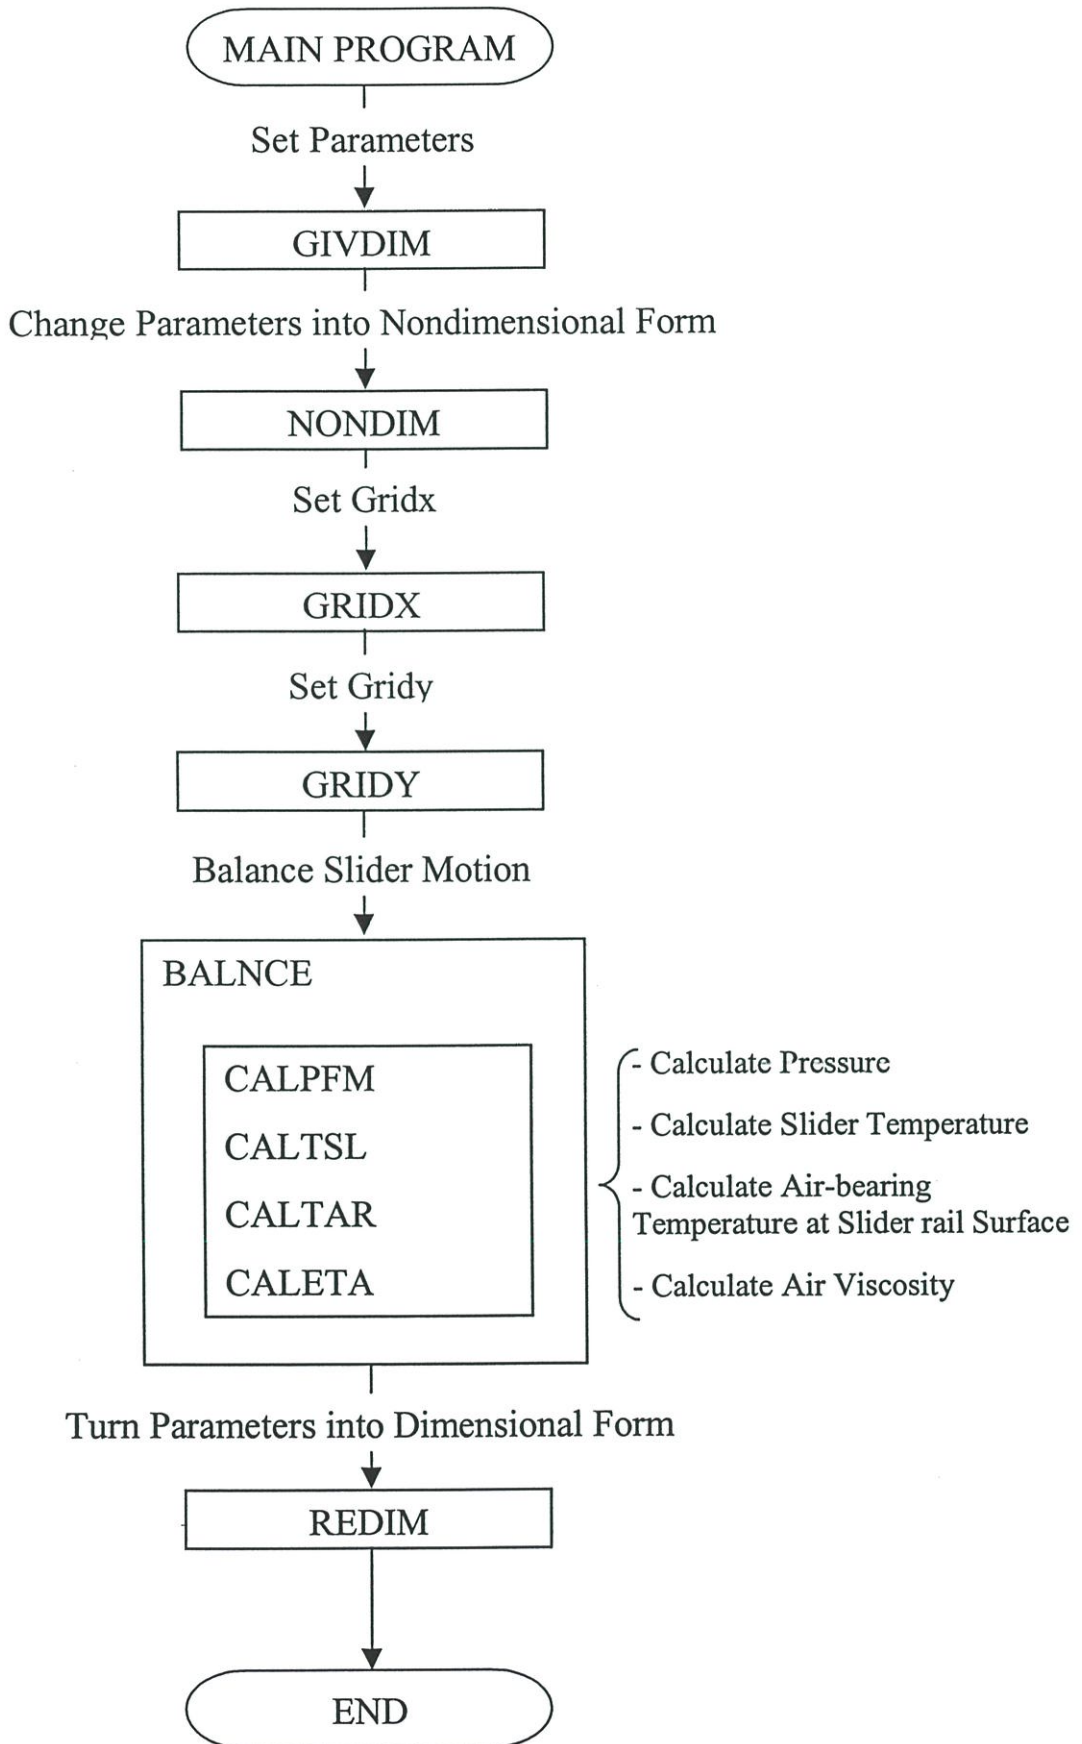 MAIN PROGRAM
Set Parameters
GIVDIM
Change Parameters into Nondimensional Form
NONDIM
Set Gridx
GRIDX
Set Gridy
GRIDY
Balance Slider Motion
BALNCE
CALPFM
CALTSL
CALTAR
CALETA
- Calculate Pressure
- Calculate Slider Temperature
- Calculate Air-bearing
Temperature at Slider rail Surface
- Calculate Air Viscosity
Turn Parameters into Dimensional Form
REDIM
END